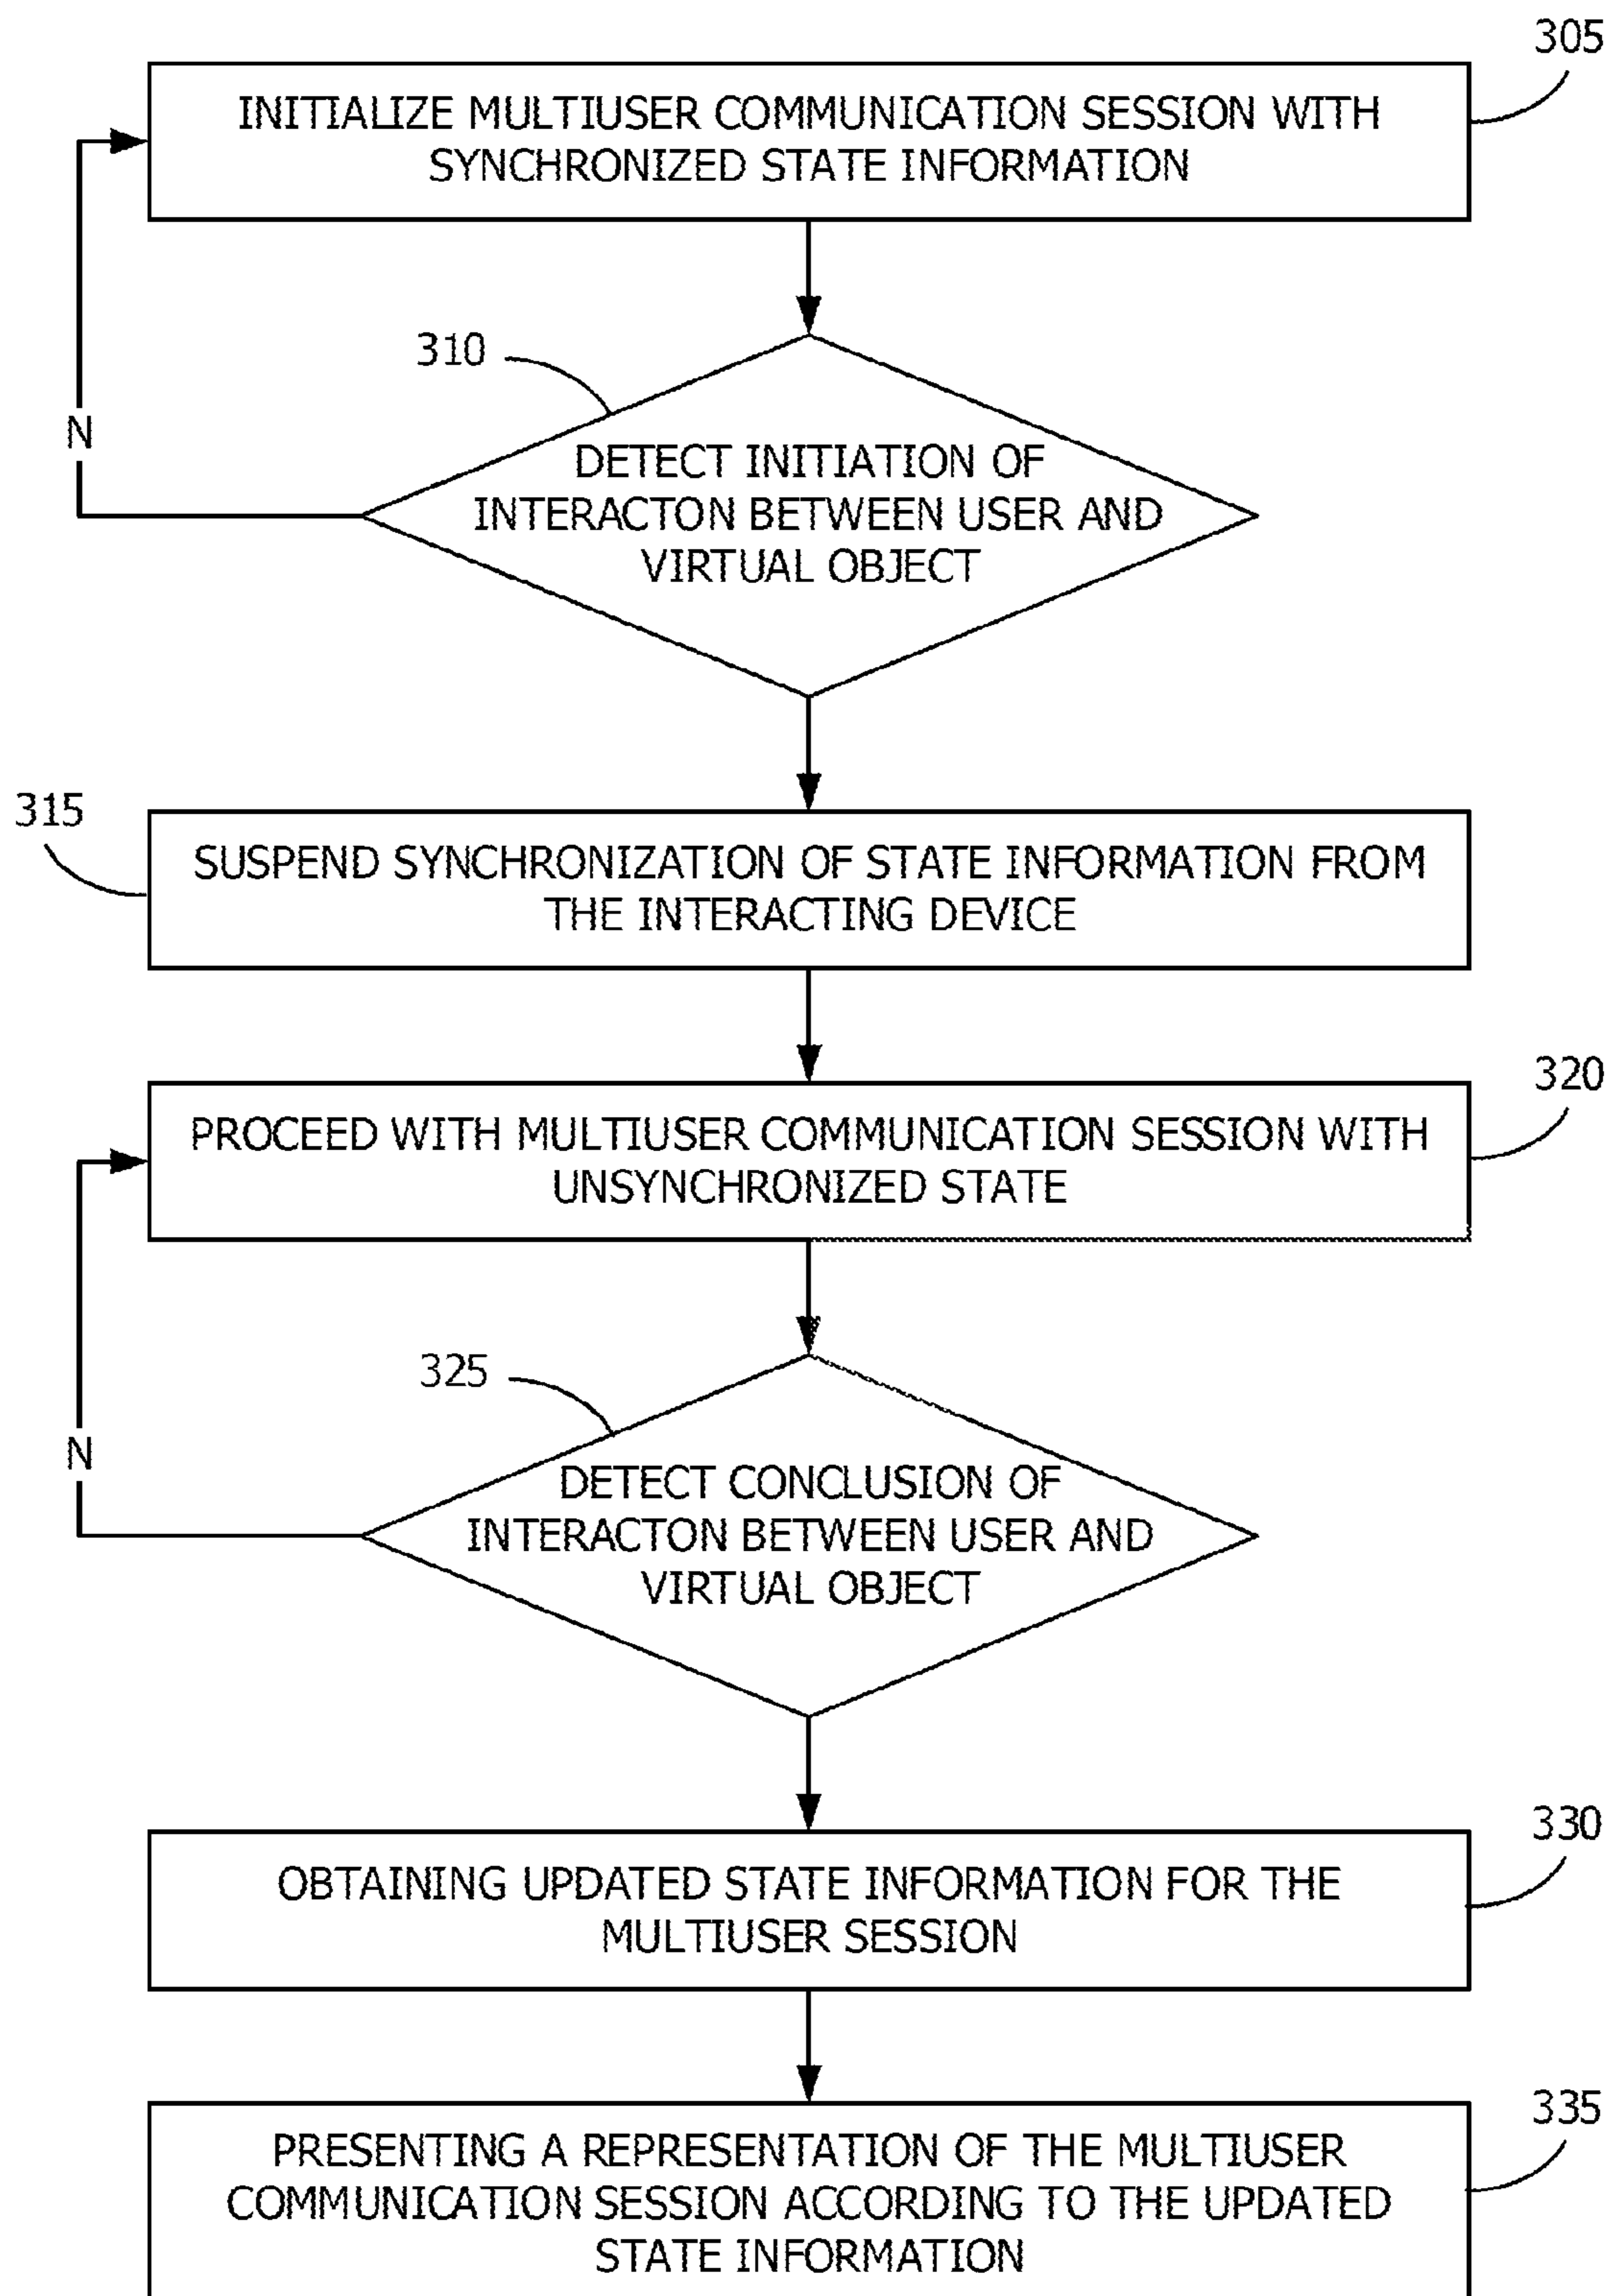 305
INITIALIZE MULTIUSER COMMUNICATION SESSION WITH
SYNCHRONIZED STATE INFORMATION
310
N
DETECT INITIATION OF
INTERACTON BETWEEN USER AND
VIRTUAL OBJECT
315
SUSPEND SYNCHRONIZATION OF STATE INFORMATION FROM
THE INTERACTING DEVICE
320
PROCEED WITH MULTIUSER COMMUNICATION SESSION WITH
UNSYNCHRONIZED STATE
325
N
DETECT CONCLUSION OF
INTERACTON BETWEEN USER AND
VIRTUAL OBJECT
330
OBTAINING UPDATED STATE INFORMATION FOR THE
MULTIUSER SESSION
335
PRESENTING A REPRESENTATION OF THE MULTIUSER
COMMUNICATION SESSION ACCORDING TO THE UPDATED
STATE INFORMATION